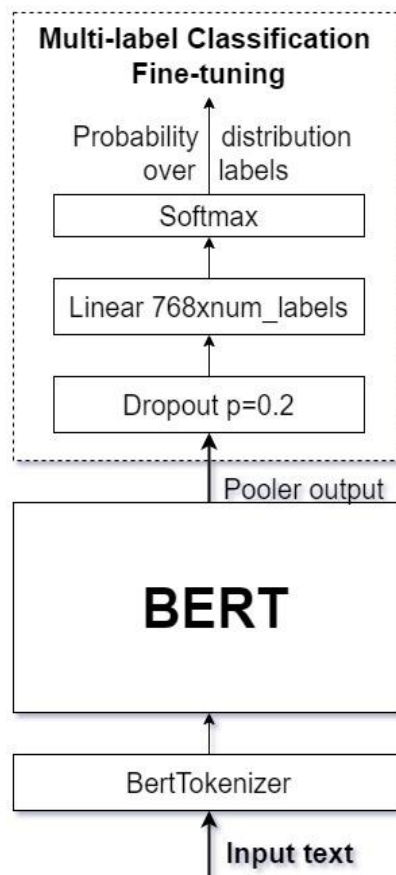 Multi-label Classification
Fine-tuning
Probability distribution
over labels
Softmax
Linear 768xnum_labels
Dropout p=0.2
Pooler output
BERT
BertTokenizer
Input text